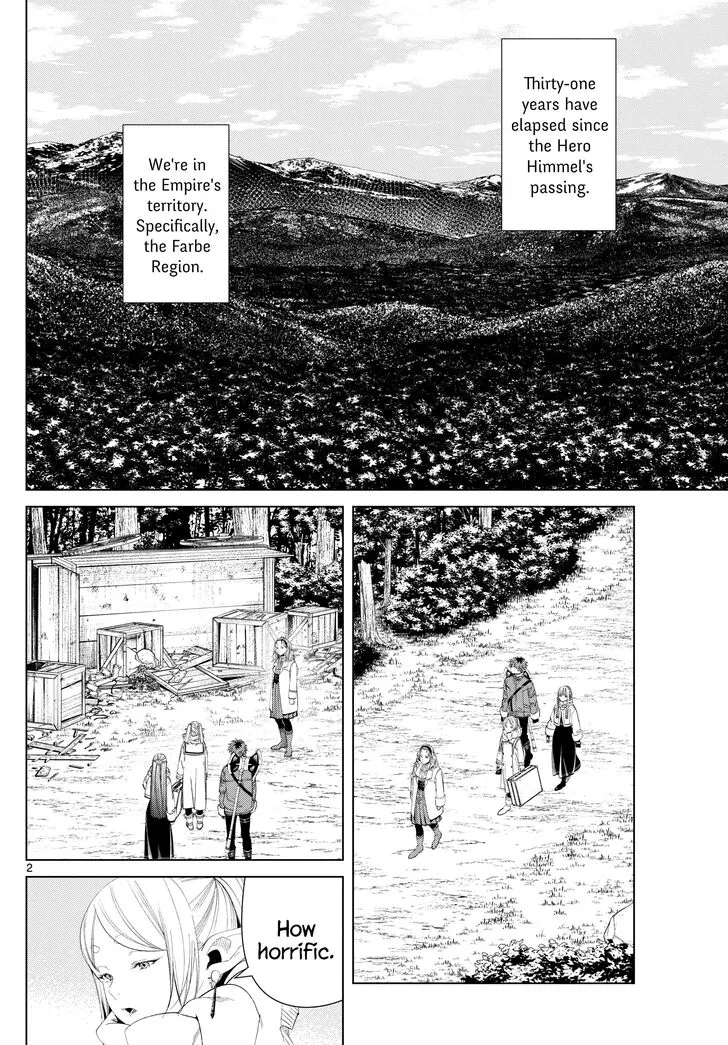 Thirty-one
years have
elapsed since
the Hero
Himmel's
passing.
We're in
the Empire's
territory.
Specifically,
the Farbe
Region.
2
How
horrific.